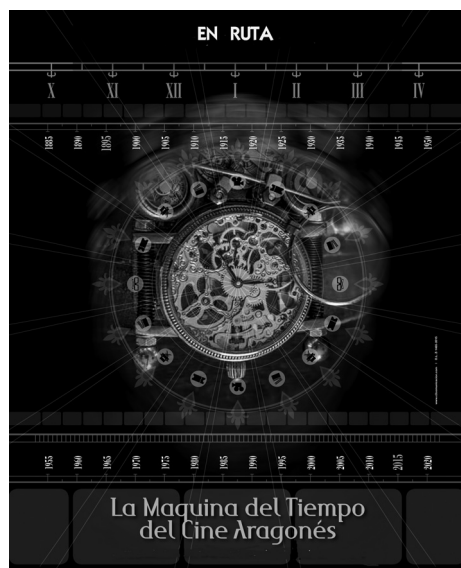 EN RUTA
X XI XII I II III IV
1885 1890 1895 1900 1905 1910 1915 1920 1925 1930 1935 1940 1945 1950
1955 1960 1965 1970 1975 1980 1985 1990 1995 2000 2005 2010 2015 2020
La Maquina del Tiempo
del Cine Aragonés